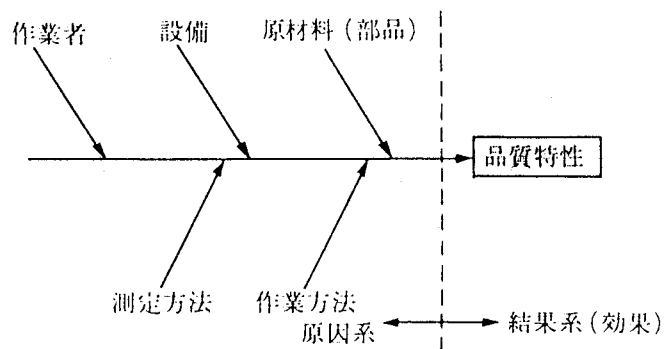 作業者
設備
原材料(部品)
品質特性
測定方法
作業方法
原因系
結果系(効果)